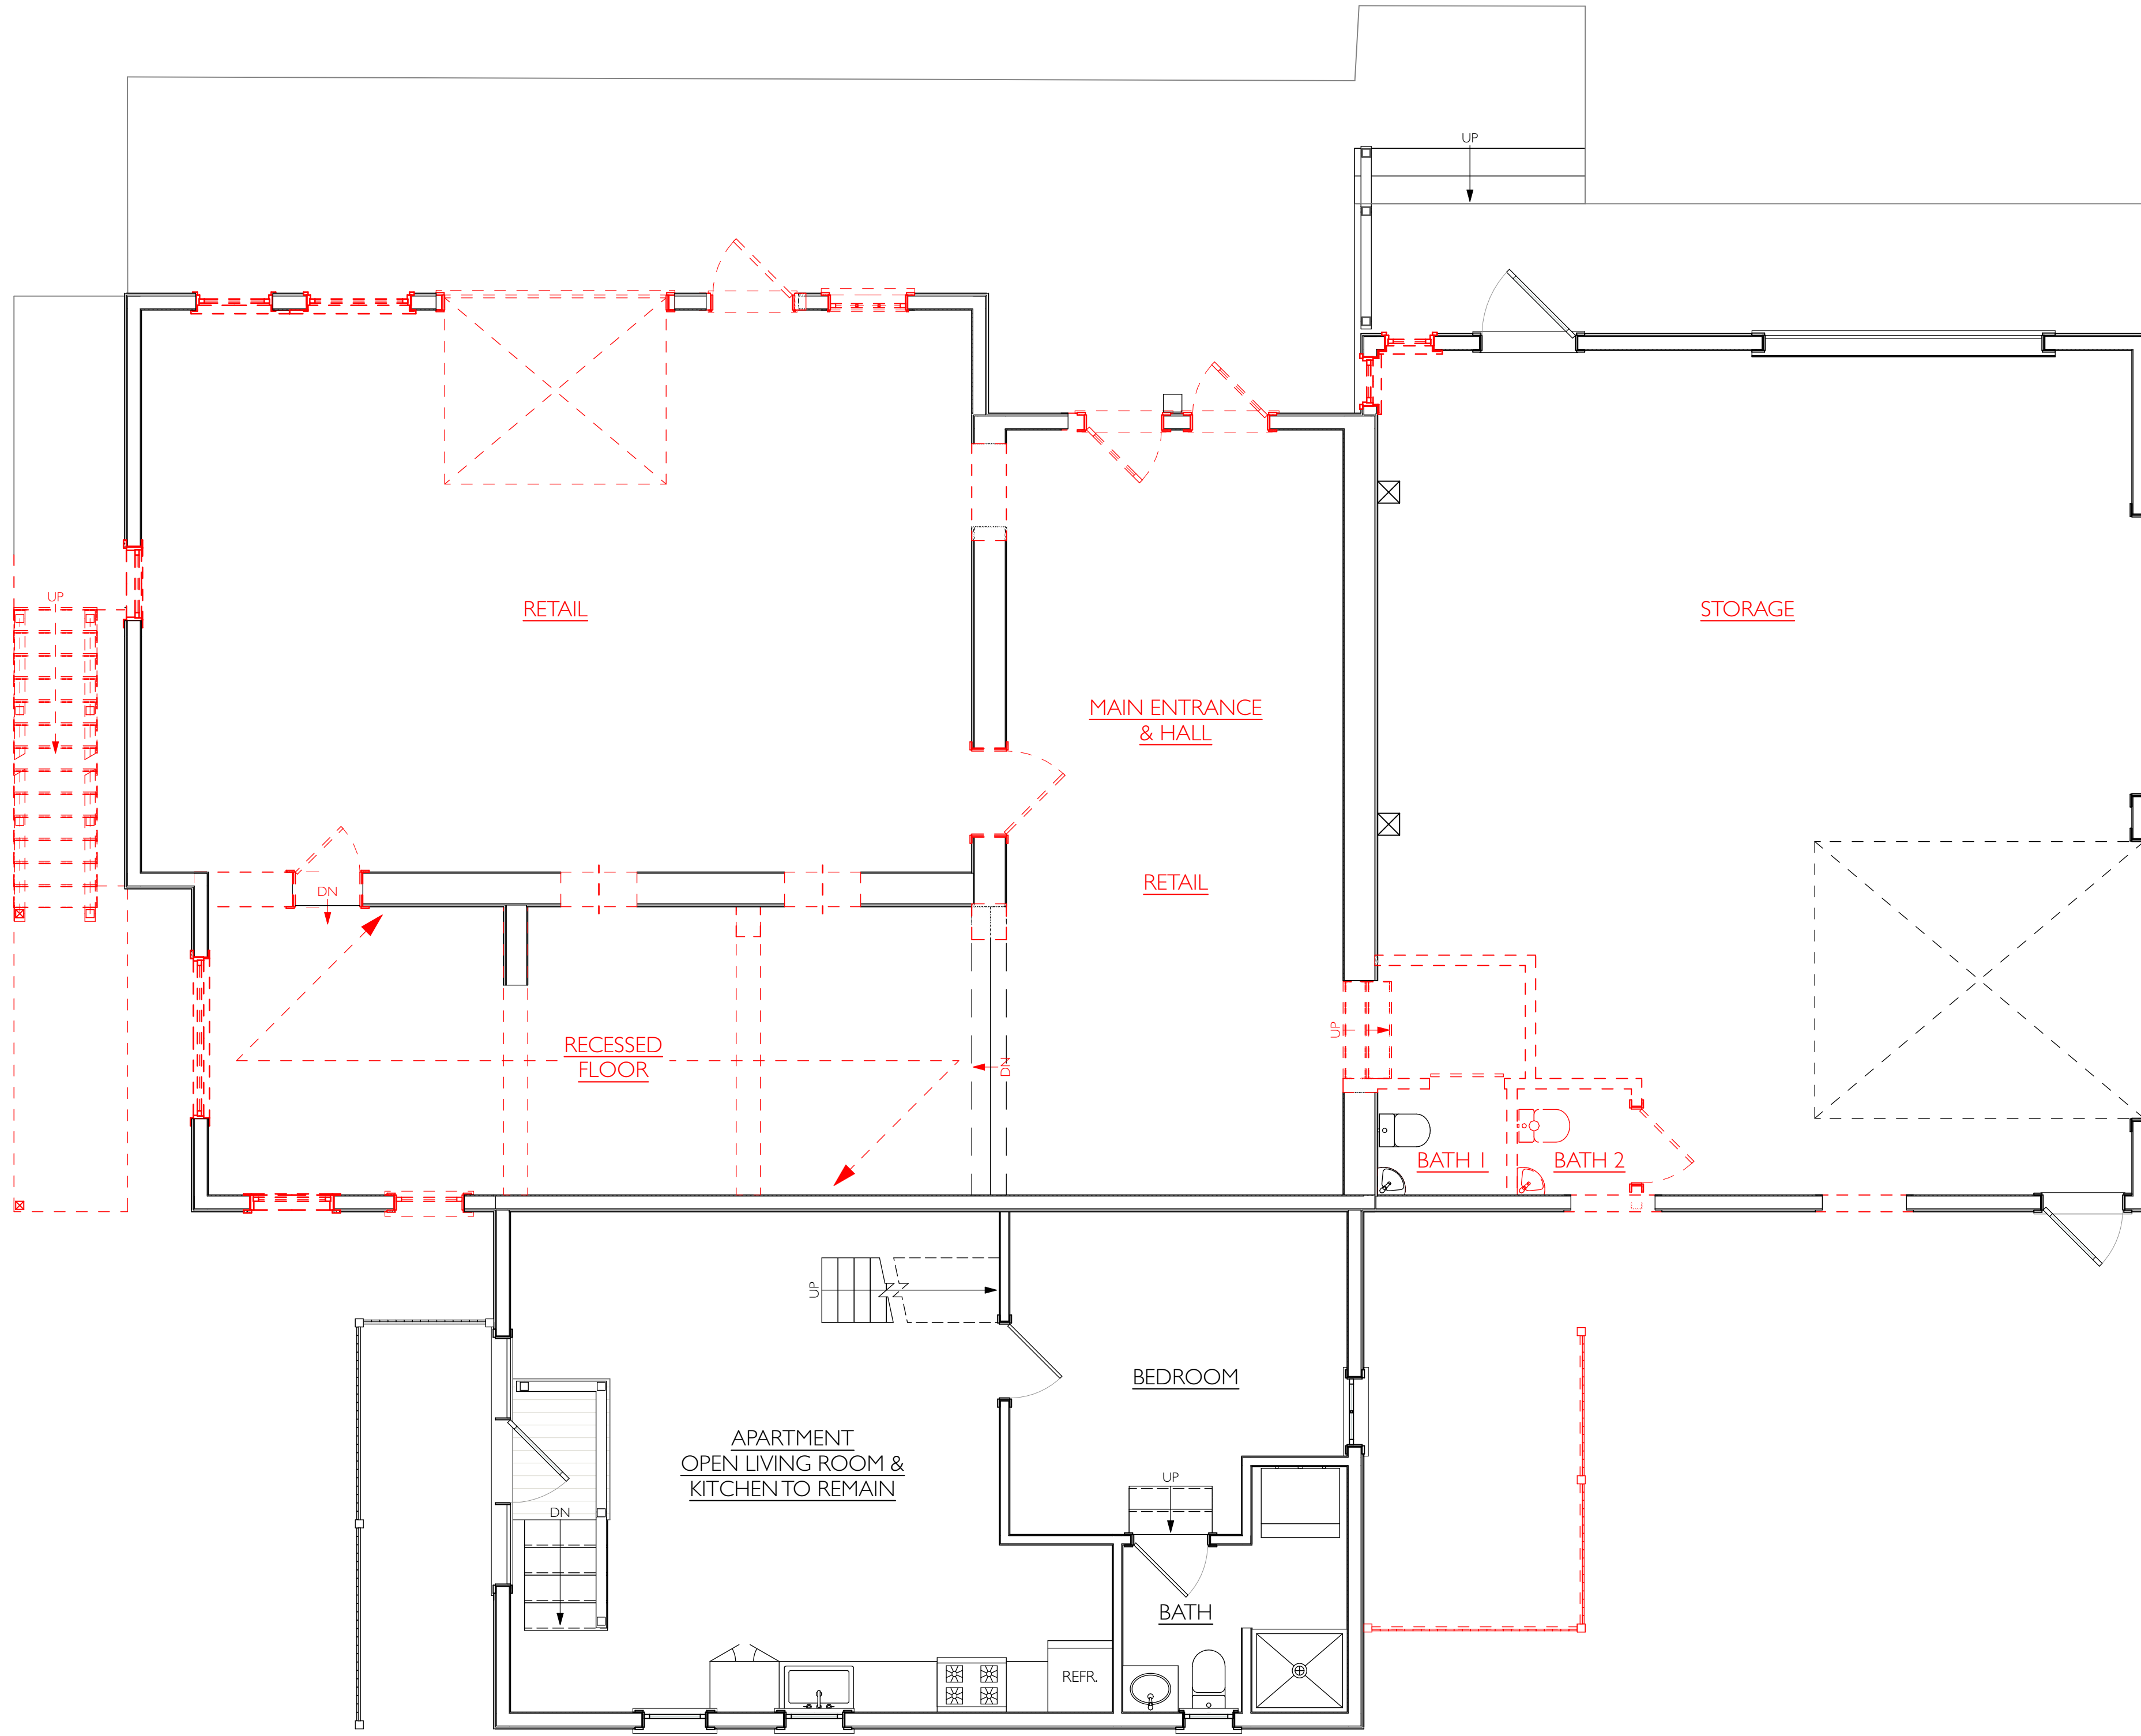 UP
UP
RETAIL
STORAGE
MAIN ENTRANCE
& HALL
RETAIL
DN
RECESSED
FLOOR
DN
UP
BATH 1
BATH 2
UP
BEDROOM
APARTMENT
OPEN LIVING ROOM &
KITCHEN TO REMAIN
UP
DN
BATH
REFR.